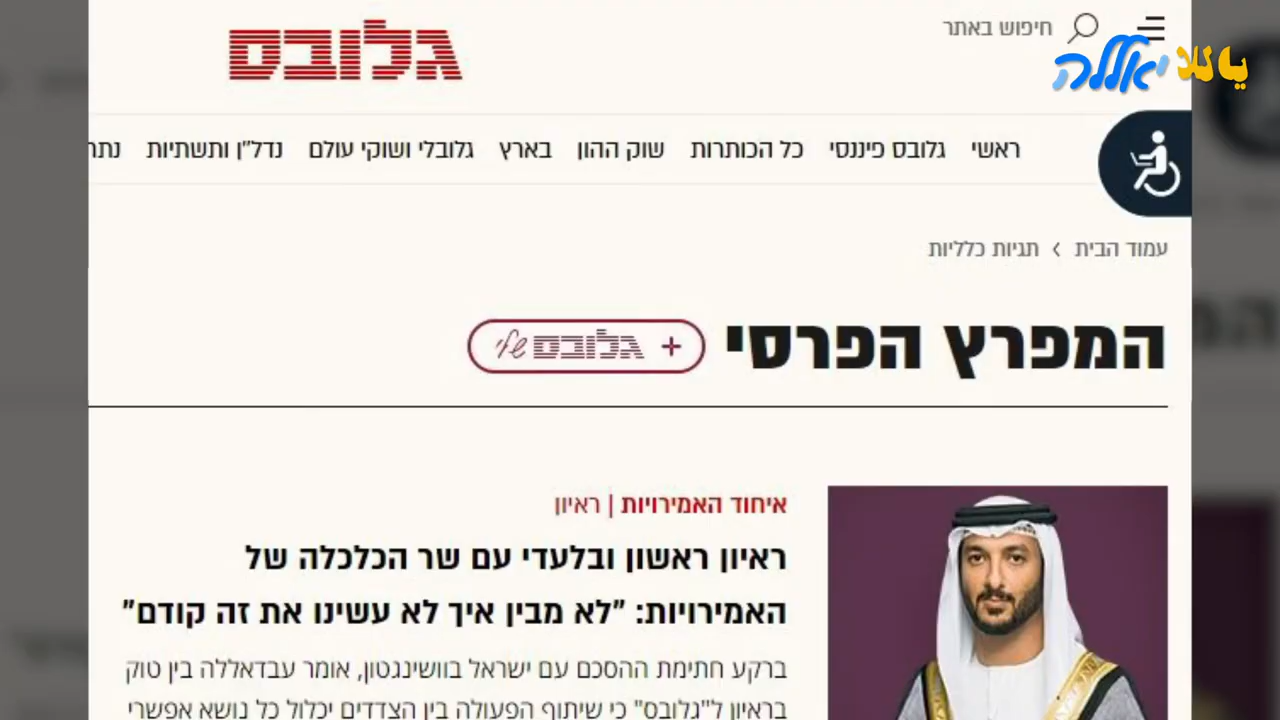 חיפוש באתר
גלובס
יאללה يلا
ראשי גלובס פיננסי כל הכותרות שוק ההון בארץ גלובלי ושוקי עולם נדל"ן ותשתיות נתח
עמוד הבית › תגיות כלליות
המפרץ הפרסי + גלובס שלי
איחוד האמירויות | ראיון
ראיון ראשון ובלעדי עם שר הכלכלה של
האמירויות: "לא מבין איך לא עשינו את זה קודם"
ברקע חתימת ההסכם עם ישראל בוושינגטון, אומר עבדאללה בין טוק
בראיון ל"גלובס" כי שיתוף הפעולה בין הצדדים יכלול כל נושא אפשרי